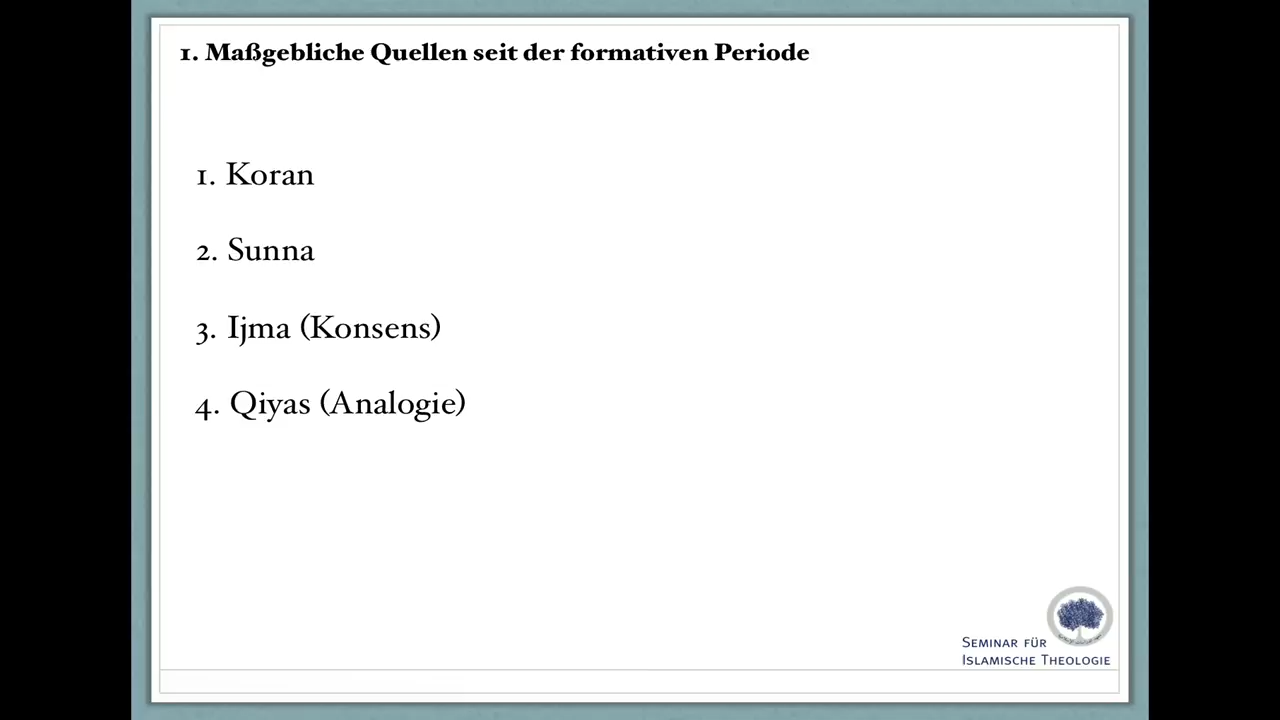 1. Maßgebliche Quellen seit der formativen Periode
1. Koran
2. Sunna
3. Ijma (Konsens)
4. Qiyas (Analogie)
Seminar für
Islamische Theologie